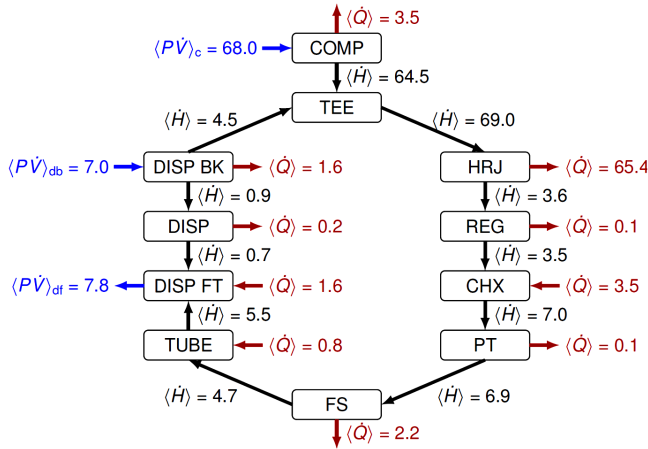 ⟨Q̇⟩ = 3.5
⟨PV̇⟩c = 68.0
COMP
⟨Ḣ⟩ = 64.5
TEE
⟨Ḣ⟩ = 4.5
⟨Ḣ⟩ = 69.0
⟨PV̇⟩db = 7.0
DISP BK
⟨Q̇⟩ = 1.6
HRJ
⟨Q̇⟩ = 65.4
⟨Ḣ⟩ = 0.9
⟨Ḣ⟩ = 3.6
DISP
⟨Q̇⟩ = 0.2
REG
⟨Q̇⟩ = 0.1
⟨Ḣ⟩ = 0.7
⟨Ḣ⟩ = 3.5
⟨PV̇⟩df = 7.8
DISP FT
⟨Q̇⟩ = 1.6
CHX
⟨Q̇⟩ = 3.5
⟨Ḣ⟩ = 5.5
⟨Ḣ⟩ = 7.0
TUBE
⟨Q̇⟩ = 0.8
PT
⟨Q̇⟩ = 0.1
⟨Ḣ⟩ = 4.7
FS
⟨Ḣ⟩ = 6.9
⟨Q̇⟩ = 2.2